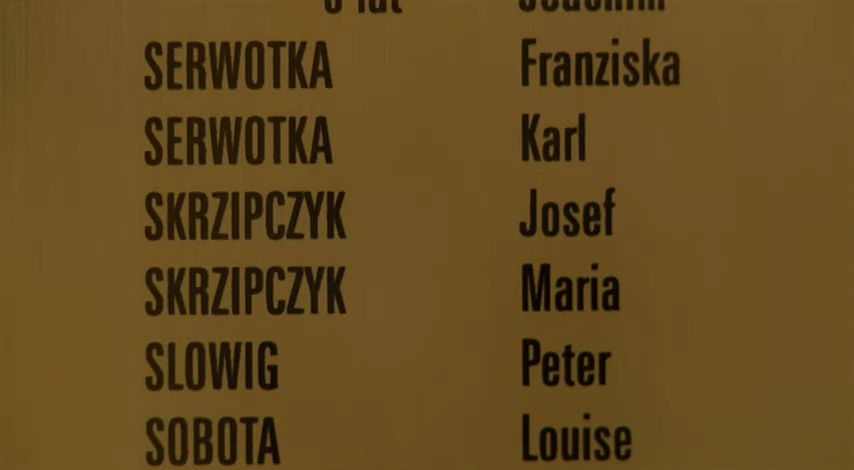 SERWOTKA Franziska
SERWOTKA Karl
SKRZIPCZYK Josef
SKRZIPCZYK Maria
SLOWIG Peter
SOBOTA Louise